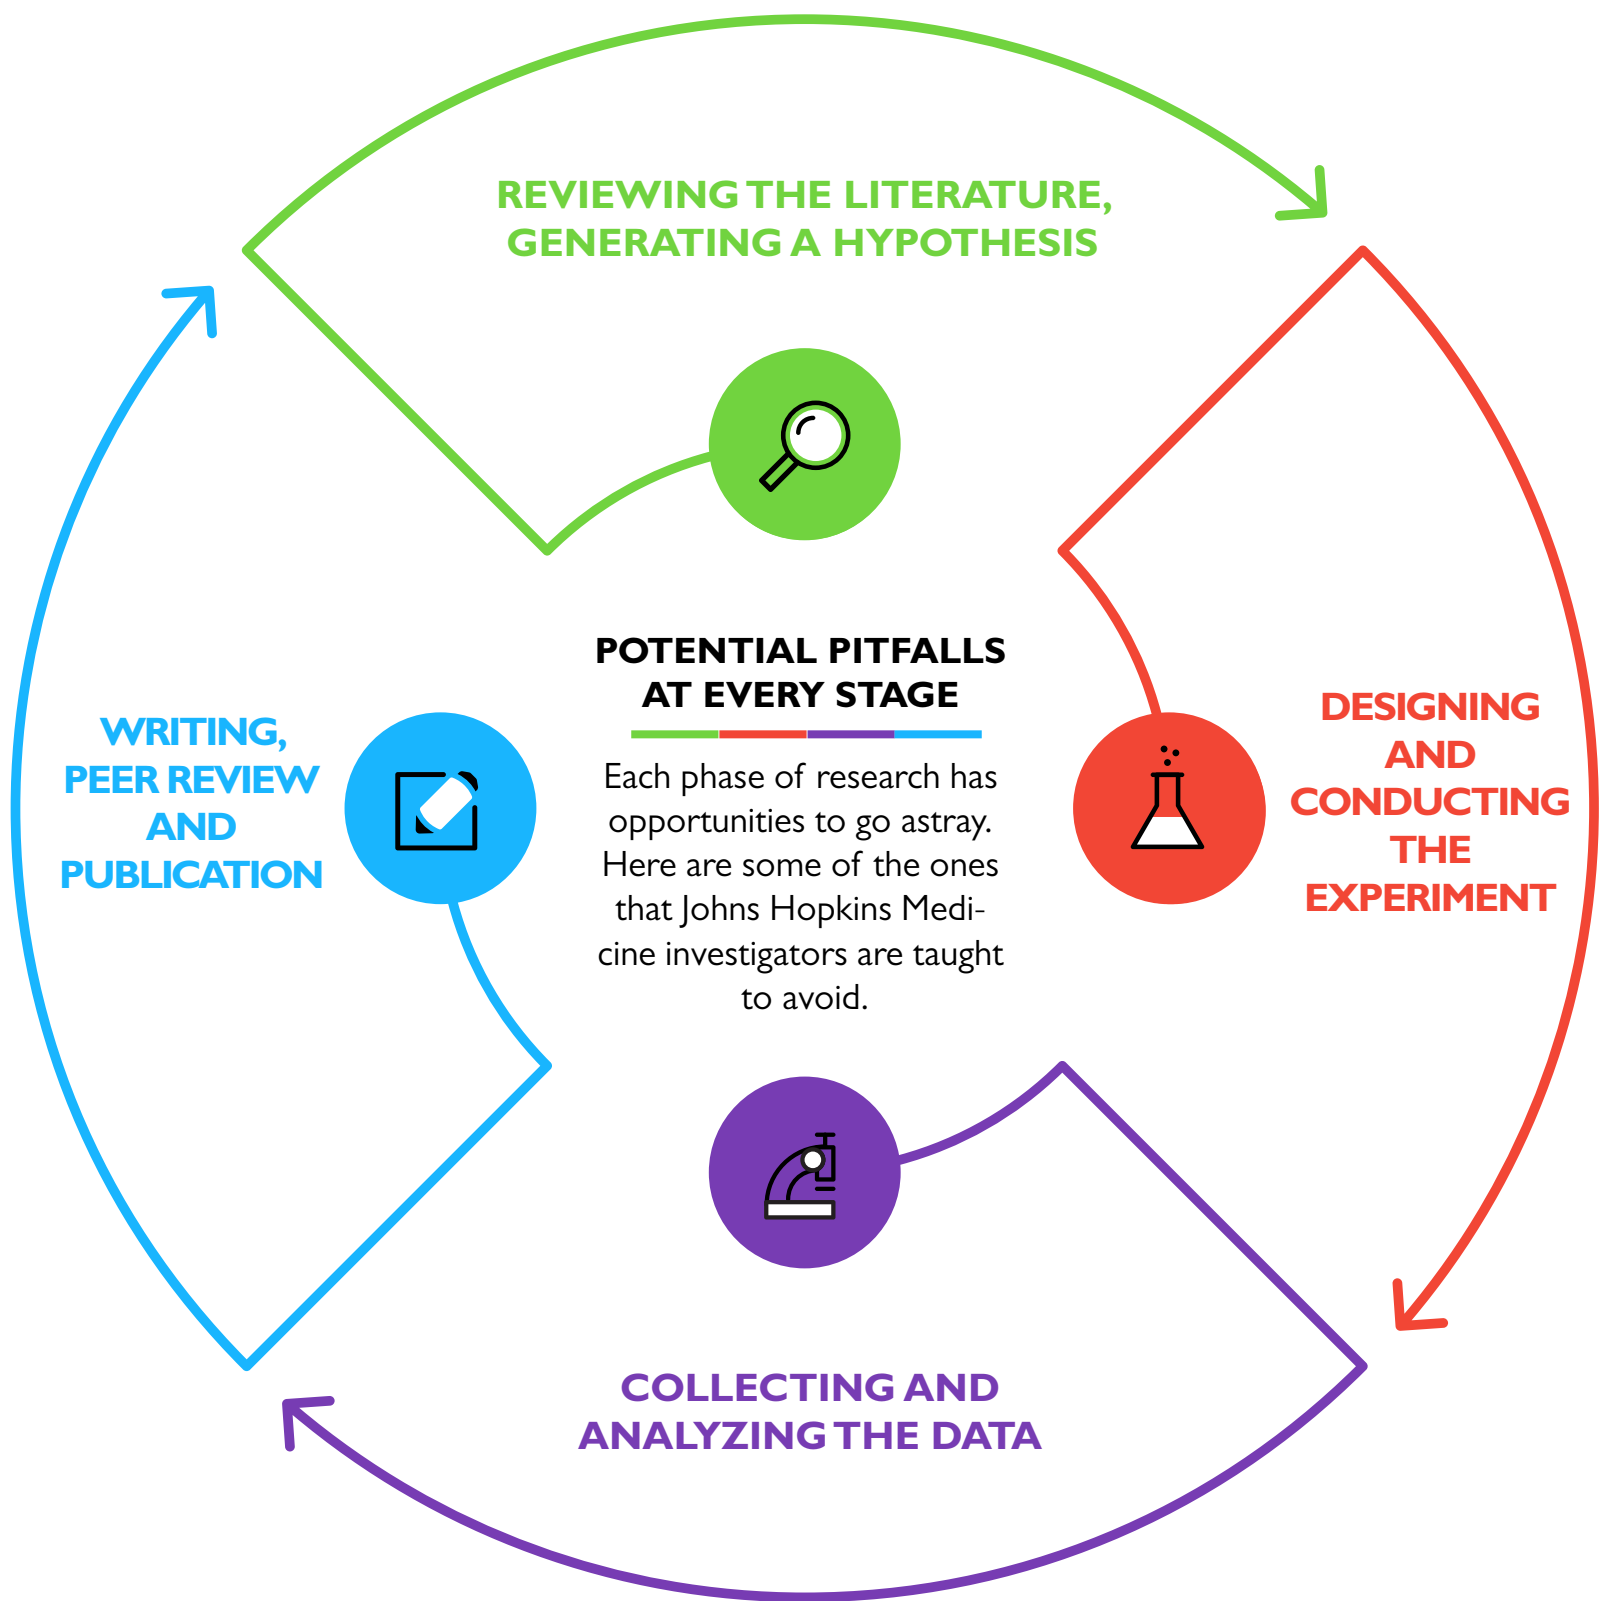 REVIEWING THE LITERATURE,
GENERATING A HYPOTHESIS
POTENTIAL PITFALLS
AT EVERY STAGE
Each phase of research has
opportunities to go astray.
Here are some of the ones
that Johns Hopkins Medi-
cine investigators are taught
to avoid.
DESIGNING
AND
CONDUCTING
THE
EXPERIMENT
COLLECTING AND
ANALYZING THE DATA
WRITING,
PEER REVIEW
AND
PUBLICATION